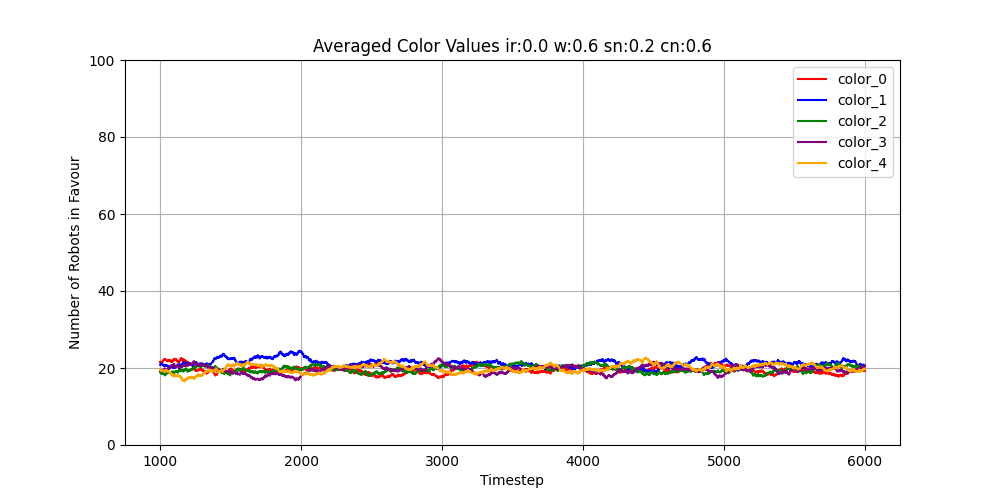 Averaged Color Values ir:0.0 w:0.6 sn:0.2 cn:0.6
100
80
60
40
20
0
Number of Robots in Favour
color_0
color_1
color_2
color_3
color_4
1000 2000 3000 4000 5000 6000
Timestep